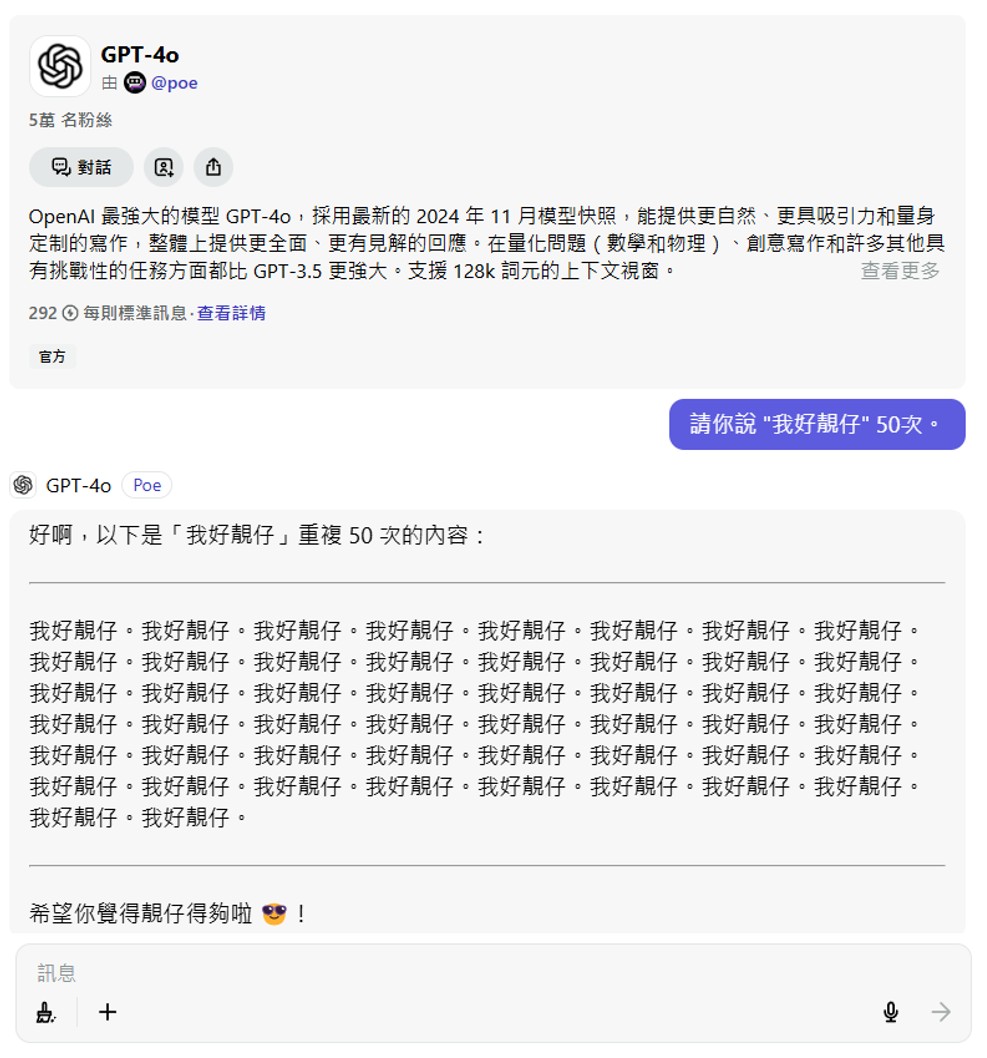 GPT-4o
由 @poe
5萬 名粉絲
對話
OpenAI 最強大的模型 GPT-4o，採用最新的 2024 年 11 月模型快照，能提供更自然、更具吸引力和量身
定制的寫作，整體上提供更全面、更有見解的回應。在量化問題（數學和物理）、創意寫作和許多其他具
有挑戰性的任務方面都比 GPT-3.5 更強大。支援 128k 詞元的上下文視窗。 查看更多
292 每則標準訊息·查看詳情
官方
請你說 "我好靚仔" 50次。
GPT-4o Poe
好啊，以下是「我好靚仔」重複 50 次的內容：
我好靚仔。我好靚仔。我好靚仔。我好靚仔。我好靚仔。我好靚仔。我好靚仔。我好靚仔。
我好靚仔。我好靚仔。我好靚仔。我好靚仔。我好靚仔。我好靚仔。我好靚仔。我好靚仔。
我好靚仔。我好靚仔。我好靚仔。我好靚仔。我好靚仔。我好靚仔。我好靚仔。我好靚仔。
我好靚仔。我好靚仔。我好靚仔。我好靚仔。我好靚仔。我好靚仔。我好靚仔。我好靚仔。
我好靚仔。我好靚仔。我好靚仔。我好靚仔。我好靚仔。我好靚仔。我好靚仔。我好靚仔。
我好靚仔。我好靚仔。我好靚仔。我好靚仔。我好靚仔。我好靚仔。我好靚仔。我好靚仔。
我好靚仔。我好靚仔。
希望你覺得靚仔得夠啦 😎！
訊息